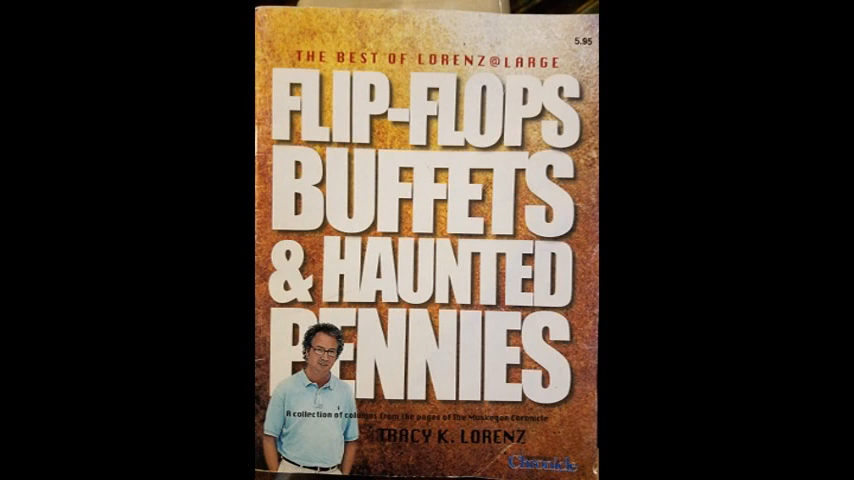 5.95
THE BEST OF LORENZ@LARGE
FLIP-FLOPS
BUFFETS
& HAUNTED
PENNIES
A collection of columns from the pages of The Muskegon Chronicle
TRACY K. LORENZ
Chronicle